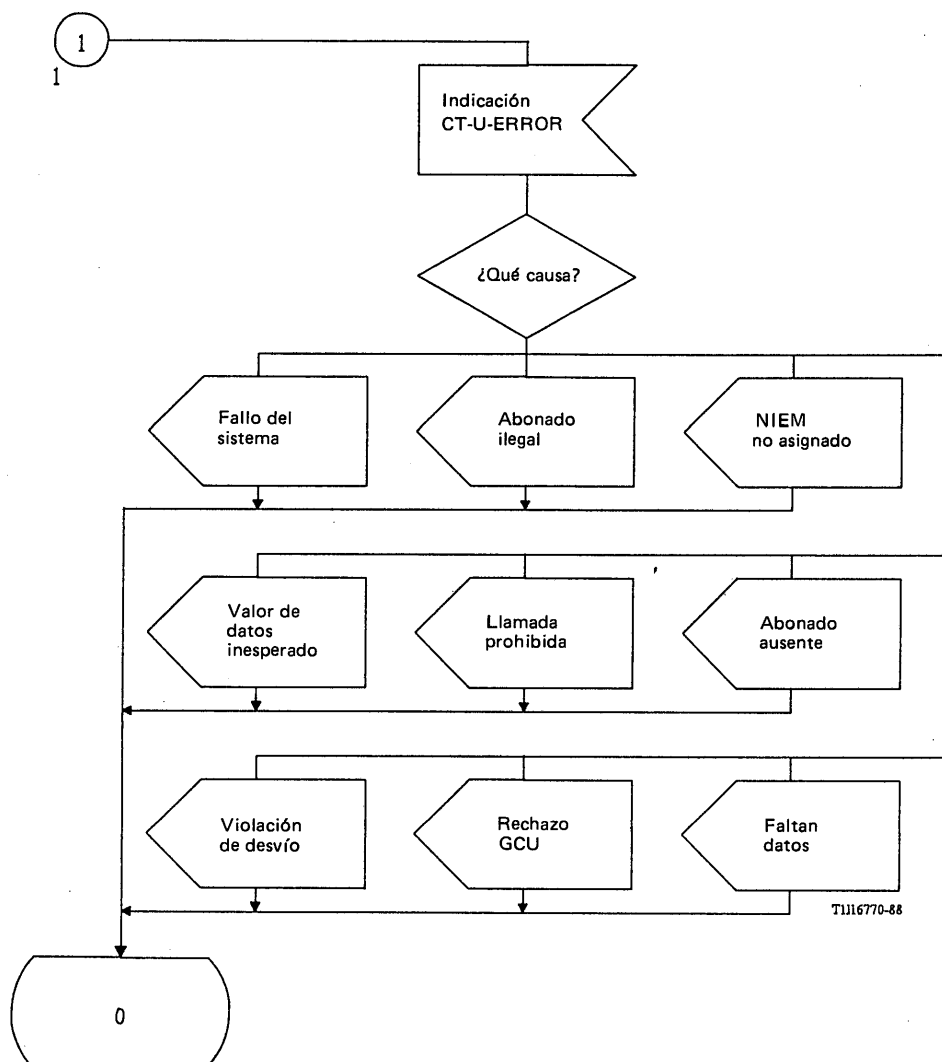 1
1
Indicación
CT-U-ERROR
¿Qué causa?
Fallo del
sistema
Abonado
ilegal
NIEM
no asignado
Valor de
datos
inesperado
Llamada
prohibida
Abonado
ausente
Violación
de desvío
Rechazo
GCU
Faltan
datos
T1116770-88
0